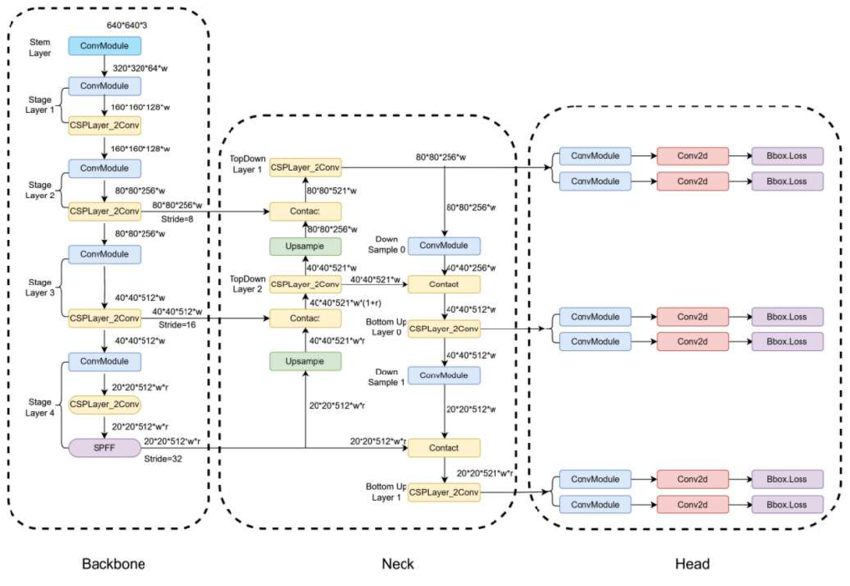 640*640*3
Stem
Layer
ConvModule
320*320*64*w
ConvModule
Stage
Layer 1
160*160*128*w
CSPLayer_2Conv
160*160*128*w
ConvModule
Stage
Layer 2
80*80*256*w
CSPLayer_2Conv
80*80*256*w
Stride=8
80*80*256*w
ConvModule
Stage
Layer 3
40*40*512*w
CSPLayer_2Conv
40*40*512*w
Stride=16
40*40*512*w
ConvModule
Stage
Layer 4
20*20*512*w*r
CSPLayer_2Conv
20*20*512*w*r
SPFF
20*20*512*w*r
Stride=32
Backbone
TopDown
Layer 1
CSPLayer_2Conv
80*80*256*w
80*80*521*w
Contact
80*80*256*w
Upsample
40*40*521*w
TopDown
Layer 2
CSPLayer_2Conv
40*40*521*w
40*40*521*w*(1+r)
Contact
40*40*521*w*r
Upsample
20*20*512*w*r
80*80*256*w
Down
Sample 0
ConvModule
40*40*256*w
Contact
40*40*512*w
Bottom Up
Layer 0
CSPLayer_2Conv
40*40*512*w
Down
Sample 1
ConvModule
20*20*512*w
20*20*512*w*r
Contact
20*20*521*w*r
Bottom Up
Layer 1
CSPLayer_2Conv
Neck
ConvModule
Conv2d
Bbox.Loss
ConvModule
Conv2d
Bbox.Loss
ConvModule
Conv2d
Bbox.Loss
ConvModule
Conv2d
Bbox.Loss
ConvModule
Conv2d
Bbox.Loss
ConvModule
Conv2d
Bbox.Loss
Head